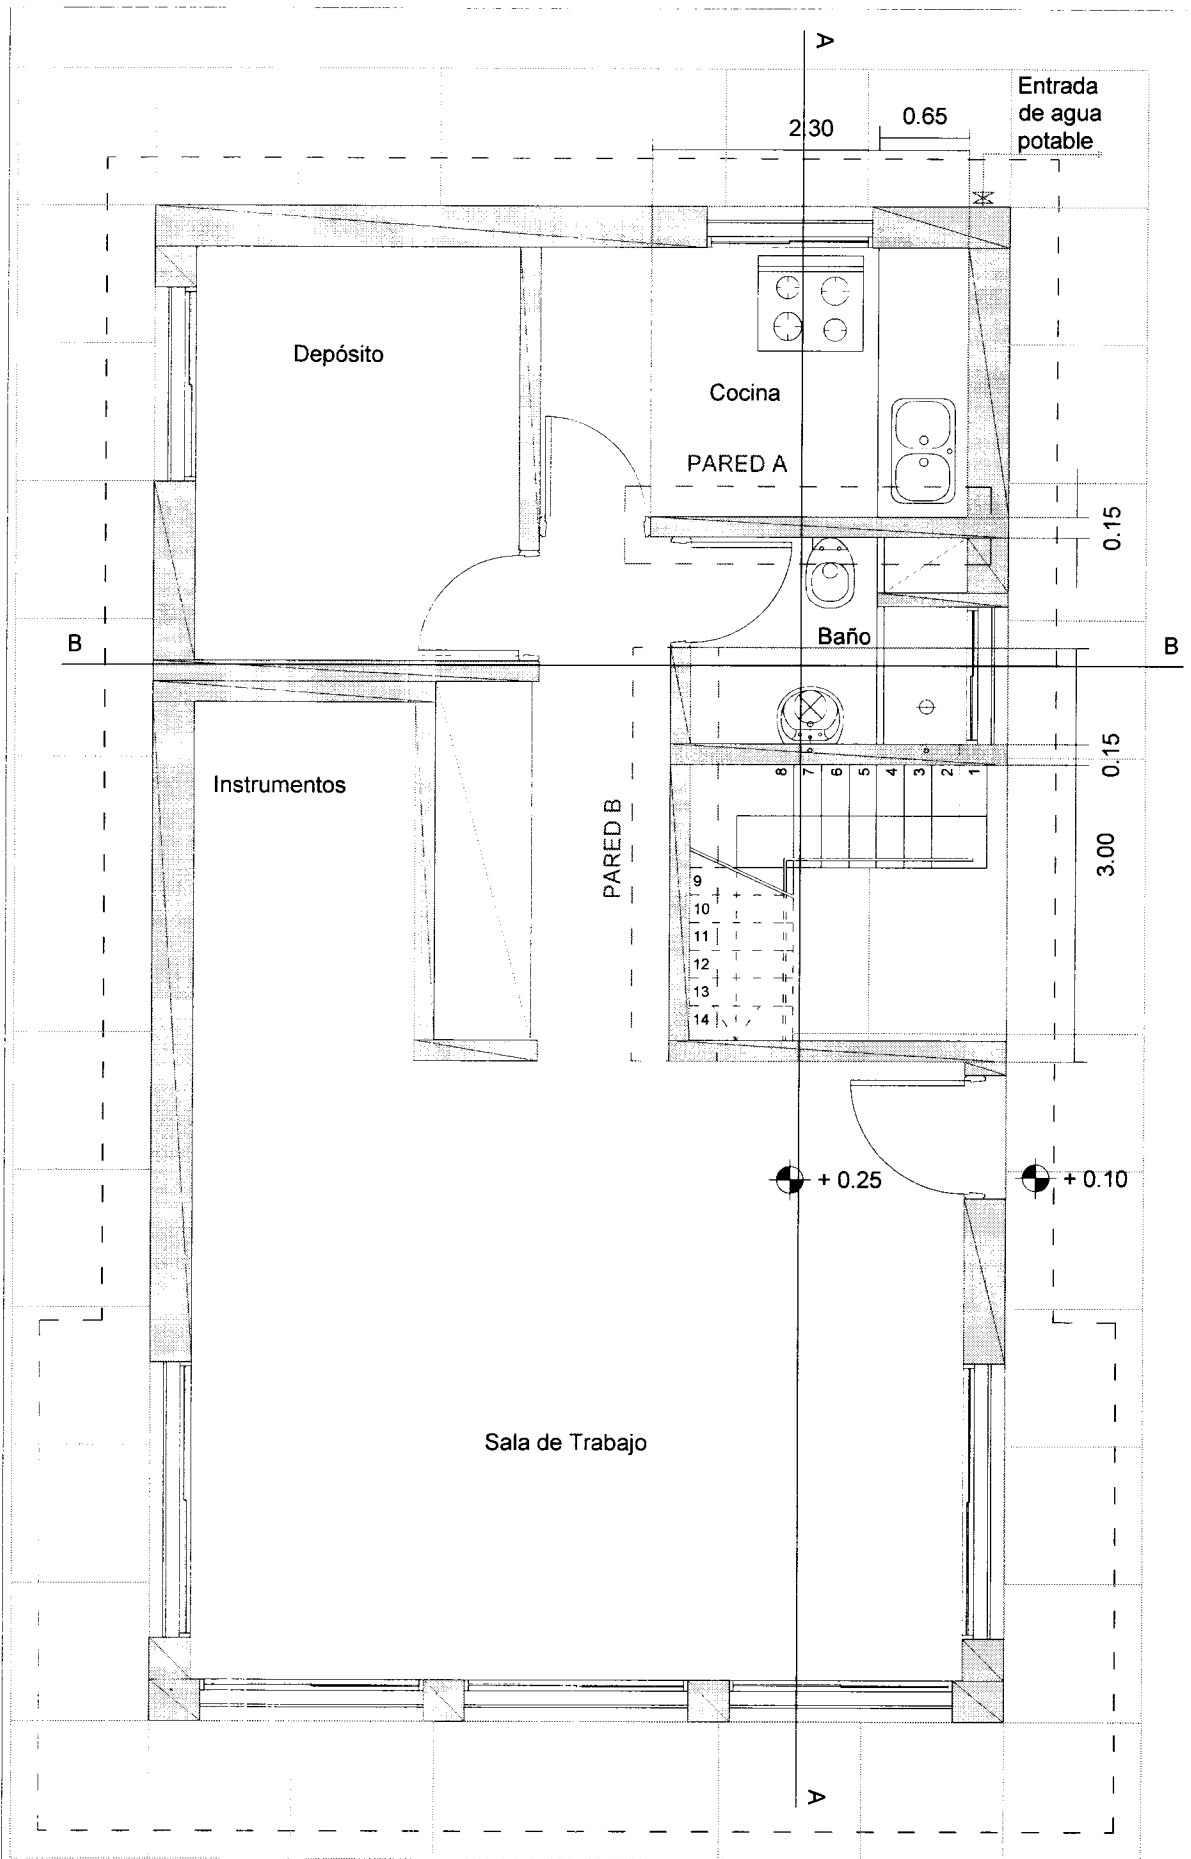 A
Entrada
de agua
potable
2.30
0.65
Depósito
Cocina
PARED A
0.15
B
Baño
B
Instrumentos
PARED B
0.15
3.00
8
7
6
5
4
3
2
1
9
10
11
12
13
14
+ 0.25
+ 0.10
Sala de Trabajo
A